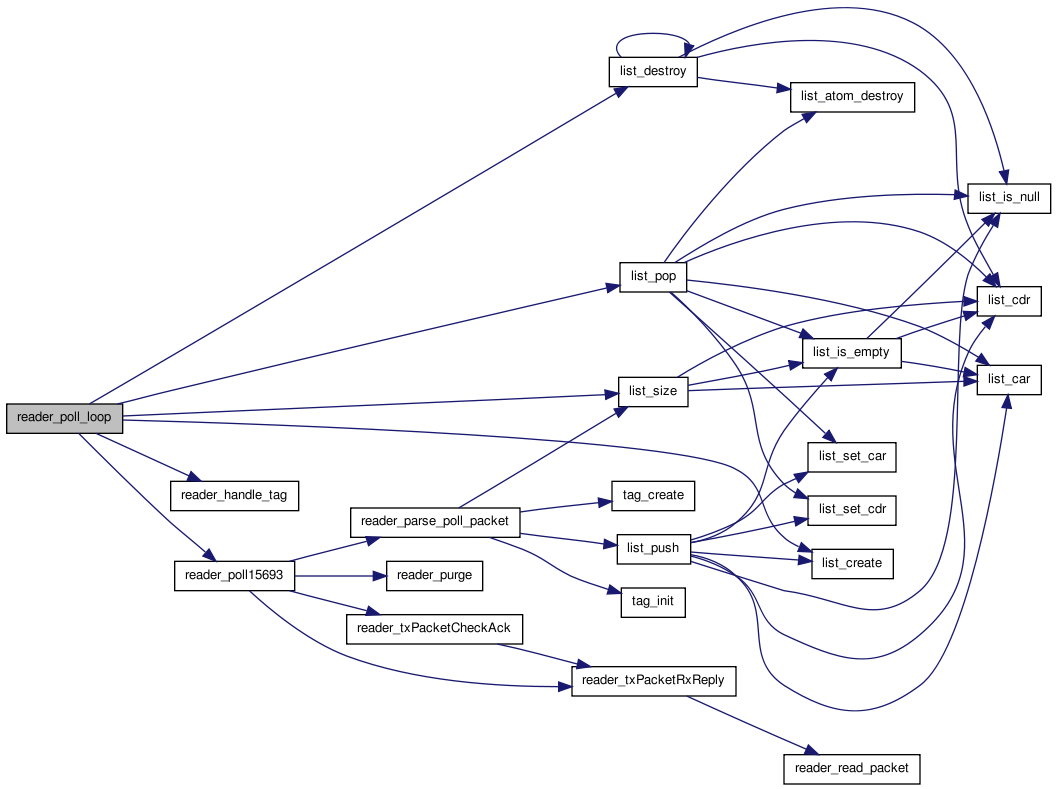 list_destroy
list_atom_destroy
list_is_null
list_pop
list_cdr
list_is_empty
list_size
list_car
reader_poll_loop
list_set_car
reader_handle_tag
tag_create
list_set_cdr
reader_parse_poll_packet
list_push
list_create
reader_poll15693
reader_purge
tag_init
reader_txPacketCheckAck
reader_txPacketRxReply
reader_read_packet